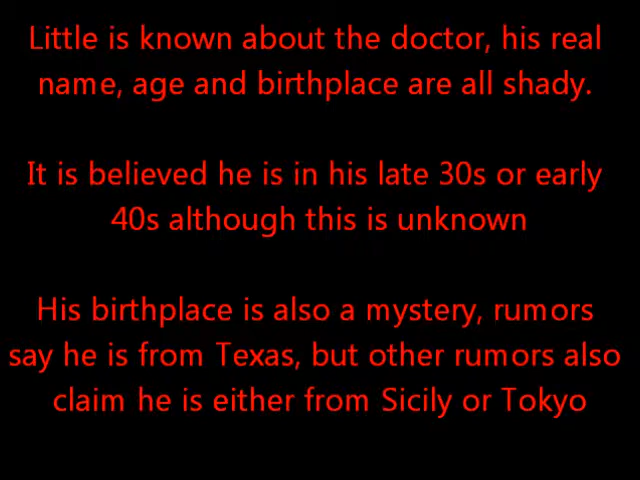 Little is known about the doctor, his real
name, age and birthplace are all shady.
It is believed he is in his late 30s or early
40s although this is unknown
His birthplace is also a mystery, rumors
say he is from Texas, but other rumors also
claim he is either from Sicily or Tokyo